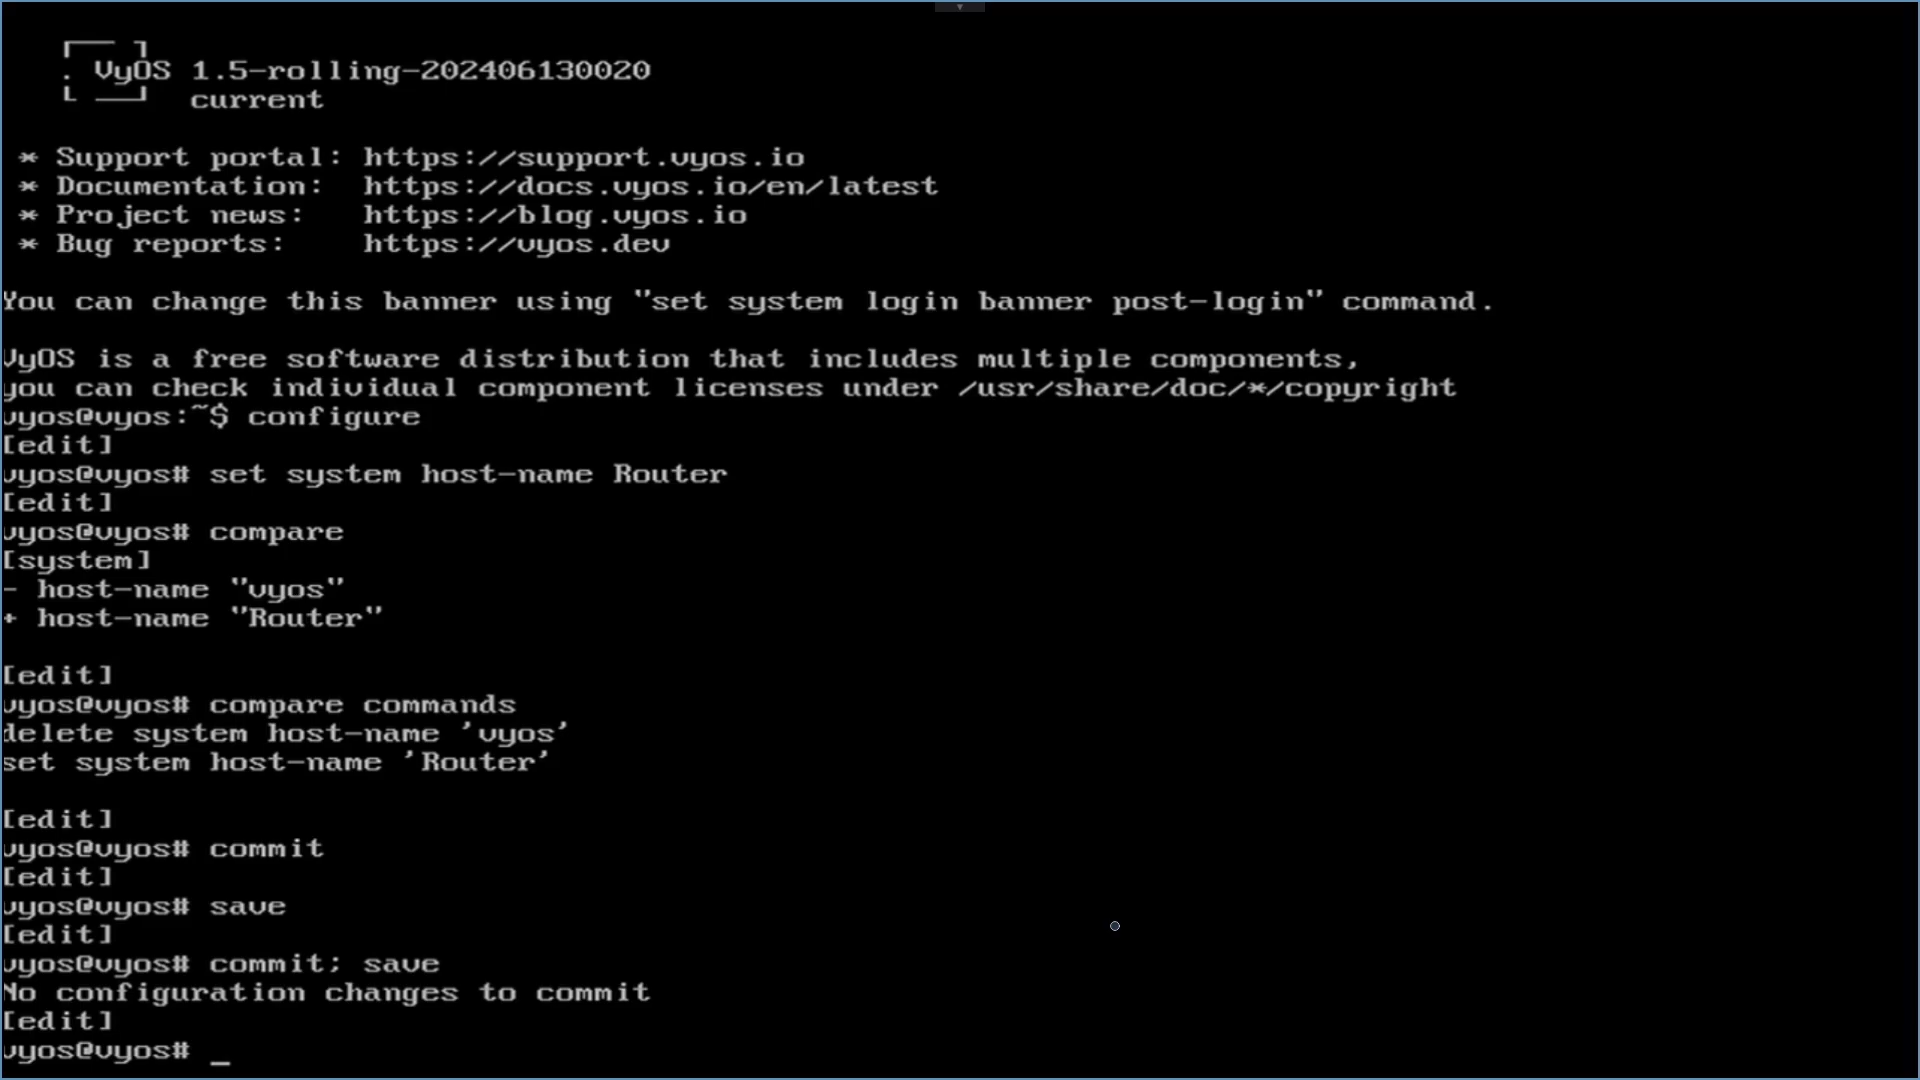 . VyOS 1.5-rolling-202406130020
current
* Support portal: https://support.vyos.io
* Documentation:  https://docs.vyos.io/en/latest
* Project news:   https://blog.vyos.io
* Bug reports:    https://vyos.dev
You can change this banner using "set system login banner post-login" command.
VyOS is a free software distribution that includes multiple components,
you can check individual component licenses under /usr/share/doc/*/copyright
vyos@vyos:~$ configure
[edit]
vyos@vyos# set system host-name Router
[edit]
vyos@vyos# compare
[system]
- host-name "vyos"
+ host-name "Router"
[edit]
vyos@vyos# compare commands
delete system host-name 'vyos'
set system host-name 'Router'
[edit]
vyos@vyos# commit
[edit]
vyos@vyos# save
[edit]
vyos@vyos# commit; save
No configuration changes to commit
[edit]
vyos@vyos# _